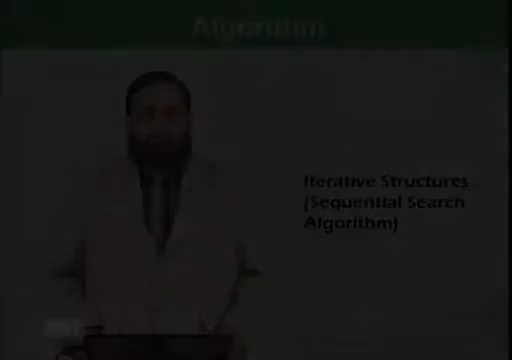 Algorithm
Iterative Structures
(Sequential Search
Algorithm)